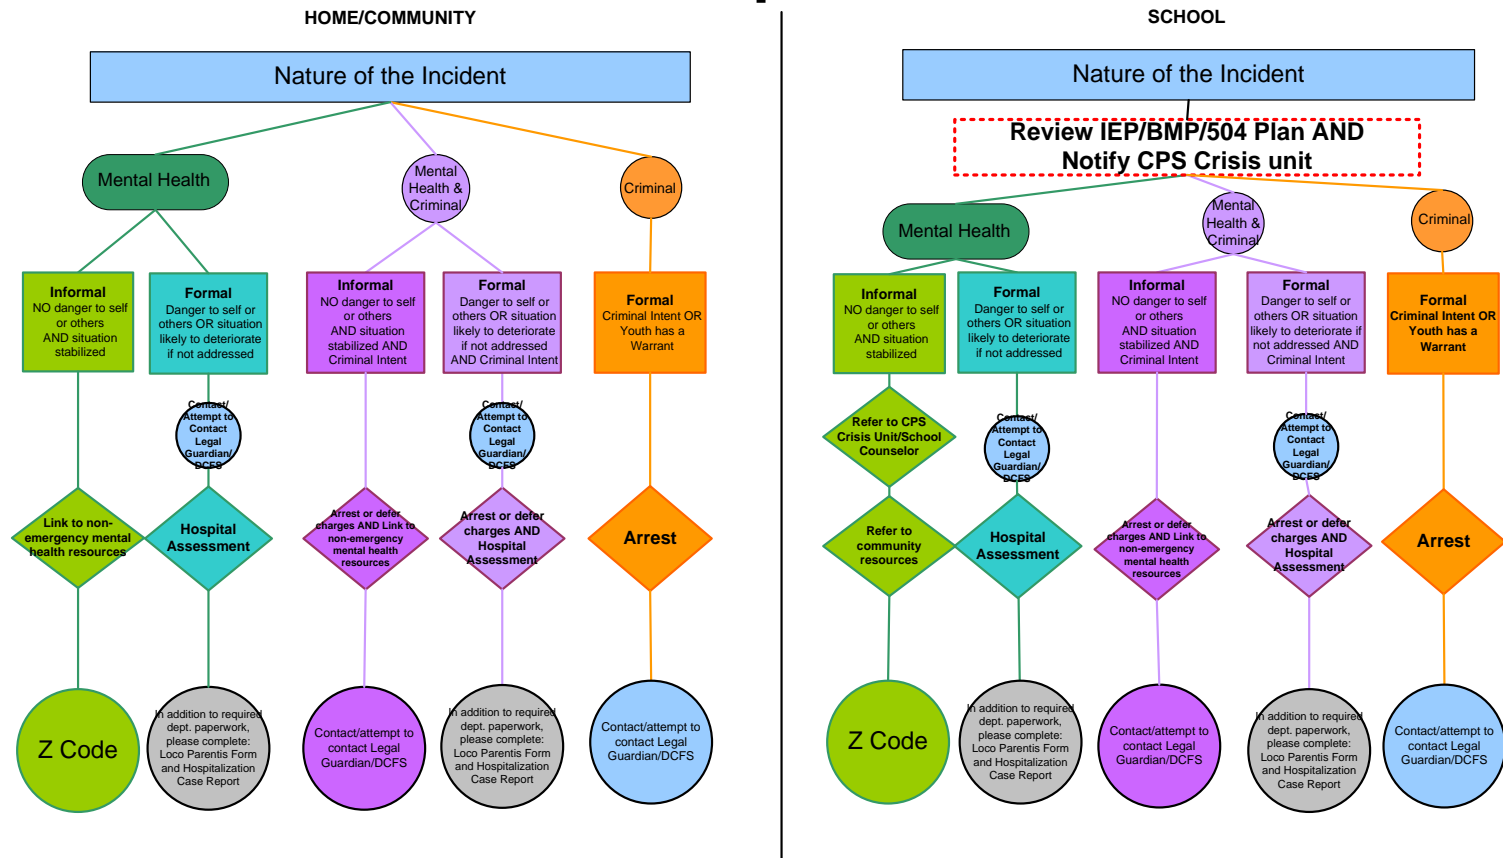 HOME/COMMUNITY
Nature of the Incident
Mental Health
Mental
Health &
Criminal
Criminal
Informal
NO danger to self
or others
AND situation
stabilized
Formal
Danger to self or
others OR situation
likely to deteriorate
if not addressed
Informal
NO danger to self
or others
AND situation
stabilized AND
Criminal Intent
Formal
Danger to self or
others OR situation
likely to deteriorate
if not addressed
AND Criminal Intent
Formal
Criminal Intent OR
Youth has a
Warrant
Contact/
Attempt to
Contact
Legal
Guardian/
DCFS
Contact/
Attempt to
Contact
Legal
Guardian/
DCFS
Link to non-
emergency mental
health resources
Hospital
Assessment
Arrest or defer
charges AND Link to
non-emergency
mental health
resources
Arrest or defer
charges AND
Hospital
Assessment
Arrest
Z Code
In addition to required
dept. paperwork,
please complete:
Loco Parentis Form
and Hospitalization
Case Report
Contact/attempt to
contact Legal
Guardian/DCFS
In addition to required
dept. paperwork,
please complete:
Loco Parentis Form
and Hospitalization
Case Report
Contact/attempt to
contact Legal
Guardian/DCFS
SCHOOL
Nature of the Incident
Review IEP/BMP/504 Plan AND
Notify CPS Crisis unit
Mental Health
Mental
Health &
Criminal
Criminal
Informal
NO danger to self
or others
AND situation
stabilized
Formal
Danger to self or
others OR situation
likely to deteriorate
if not addressed
Informal
NO danger to self
or others
AND situation
stabilized AND
Criminal Intent
Formal
Danger to self or
others OR situation
likely to deteriorate if
not addressed AND
Criminal Intent
Formal
Criminal Intent OR
Youth has a
Warrant
Refer to CPS
Crisis Unit/School
Counselor
Contact/
Attempt to
Contact
Legal
Guardian/
DCFS
Contact/
Attempt to
Contact
Legal
Guardian/
DCFS
Refer to
community
resources
Hospital
Assessment
Arrest or defer
charges AND Link to
non-emergency
mental health
resources
Arrest or defer
charges AND
Hospital
Assessment
Arrest
Z Code
In addition to required
dept. paperwork,
please complete:
Loco Parentis Form
and Hospitalization
Case Report
Contact/attempt to
contact Legal
Guardian/DCFS
In addition to required
dept. paperwork,
please complete:
Loco Parentis Form
and Hospitalization
Case Report
Contact/attempt to
contact Legal
Guardian/DCFS